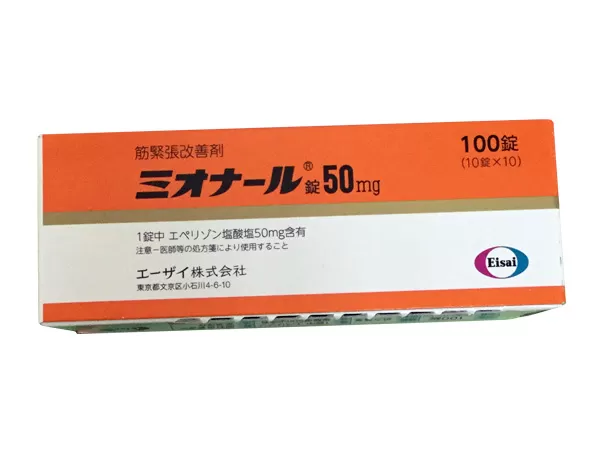 筋緊張改善剤
ミオナール®錠50mg
100錠
(10錠×10)
1錠中 エペリゾン塩酸塩50mg含有
注意-医師等の処方箋により使用すること
エーザイ株式会社
東京都文京区小石川4-6-10
Eisai